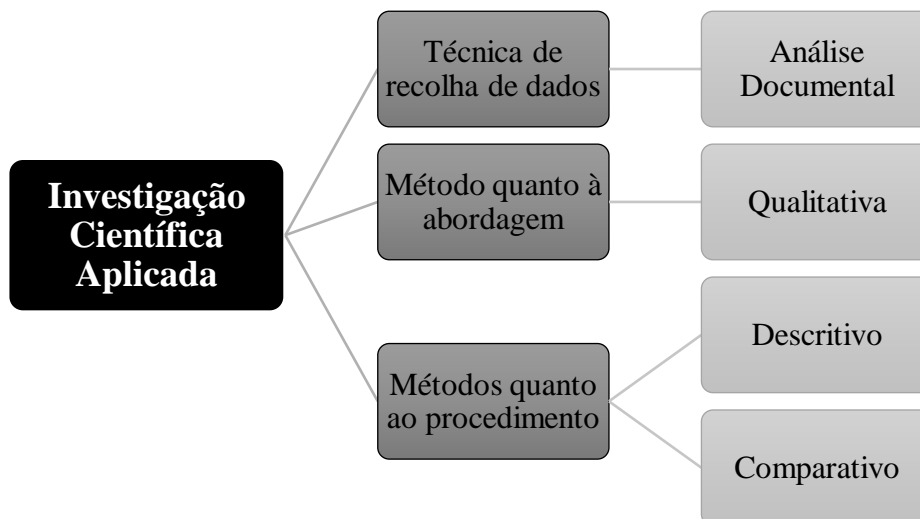 Investigação
Científica
Aplicada
Técnica de
recolha de dados
Análise
Documental
Método quanto à
abordagem
Qualitativa
Métodos quanto
ao procedimento
Descritivo
Comparativo